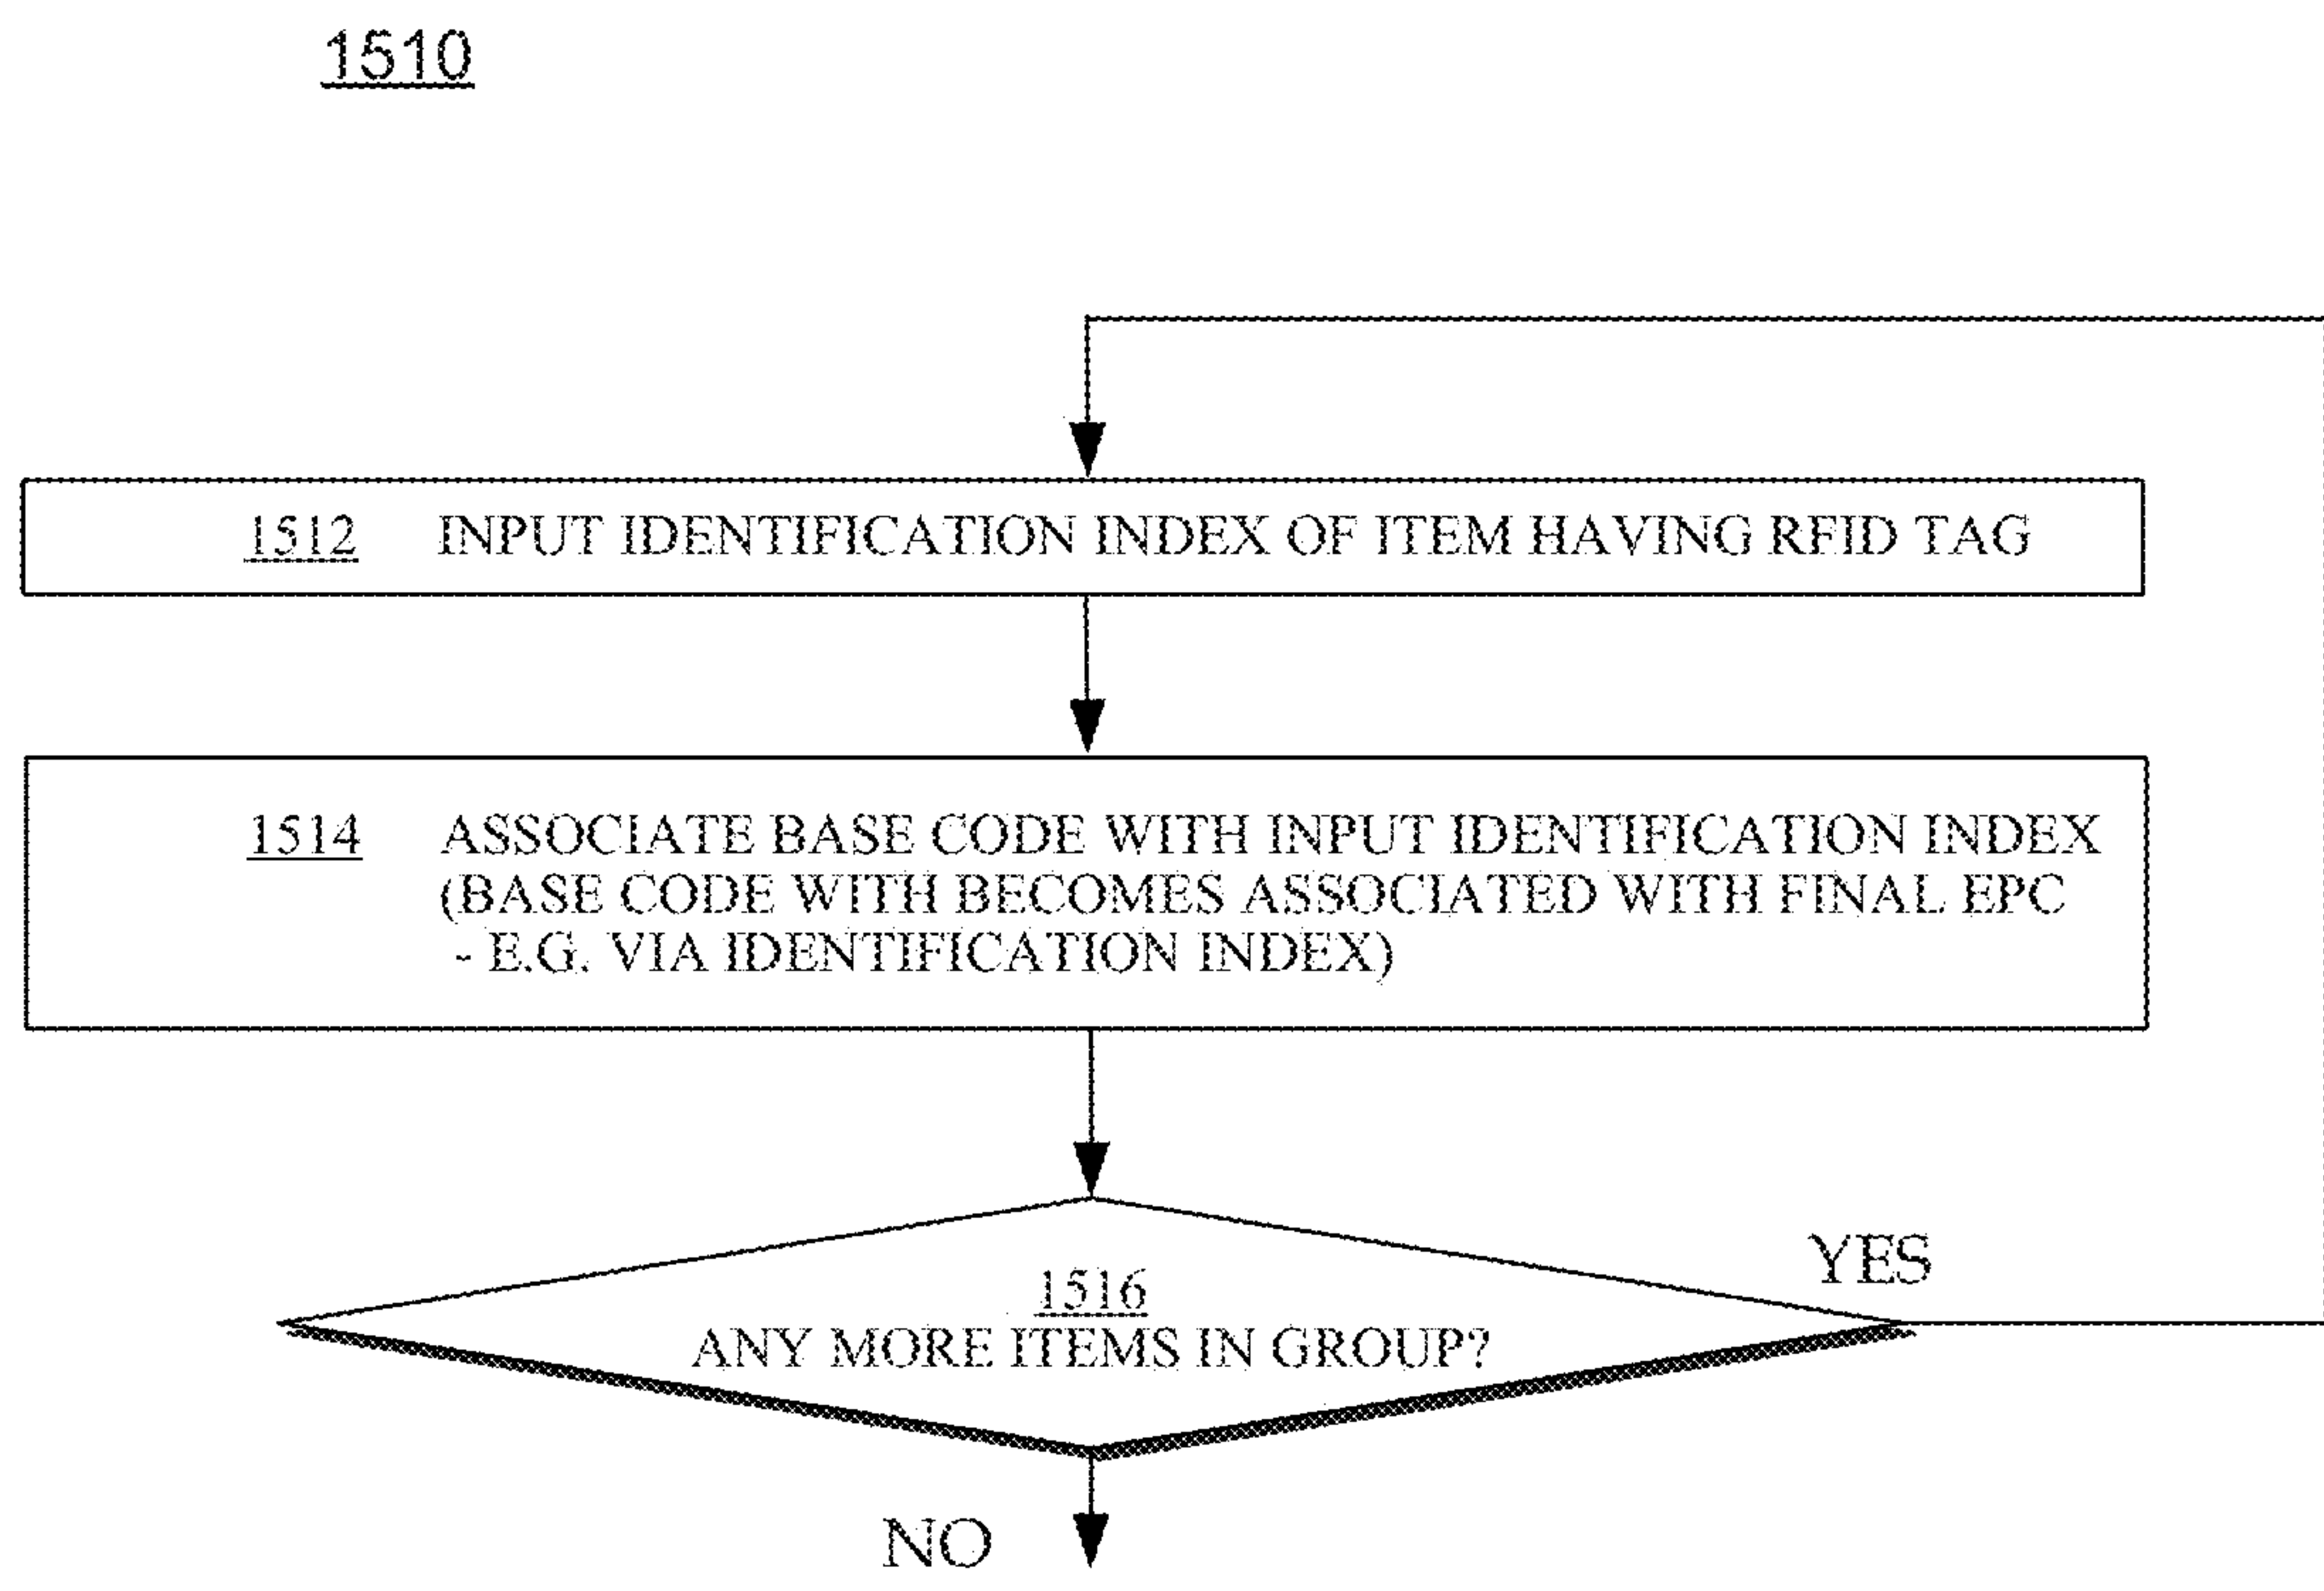 1510
1512 INPUT IDENTIFICATION INDEX OF ITEM HAVING RFID TAG
1514 ASSOCIATE BASE CODE WITH INPUT IDENTIFICATION INDEX
(BASE CODE WITH BECOMES ASSOCIATED WITH FINAL EPC
- E.G. VIA IDENTIFICATION INDEX)
YES
1516
ANY MORE ITEMS IN GROUP?
NO